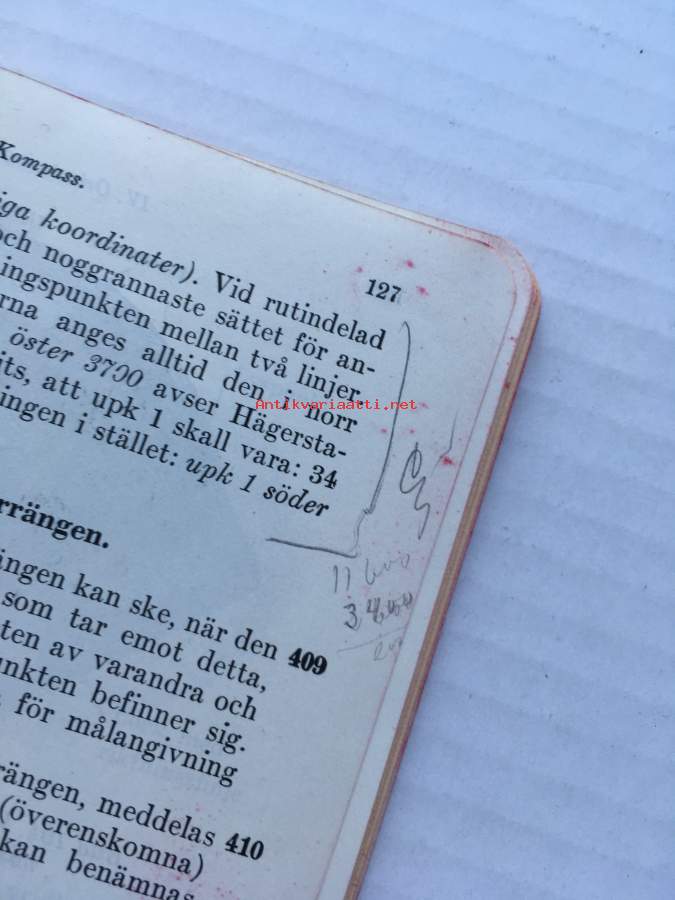 Kompass.
127
iga koordinater). Vid rutindelad
och noggrannaste sättet för an-
ingspunkten mellan två linjer
rna anges alltid den i norr
öster 3700 avser Hägersta-
its, att upk 1 skall vara: 34
ingen i stället: upk 1 söder
Antikvariaatti.net
rrängen.
ängen kan ske, när den 409
som tar emot detta,
ten av varandra och
unkten befinner sig.
för målangivning
rängen, meddelas 410
(överenskomna)
kan benämnas